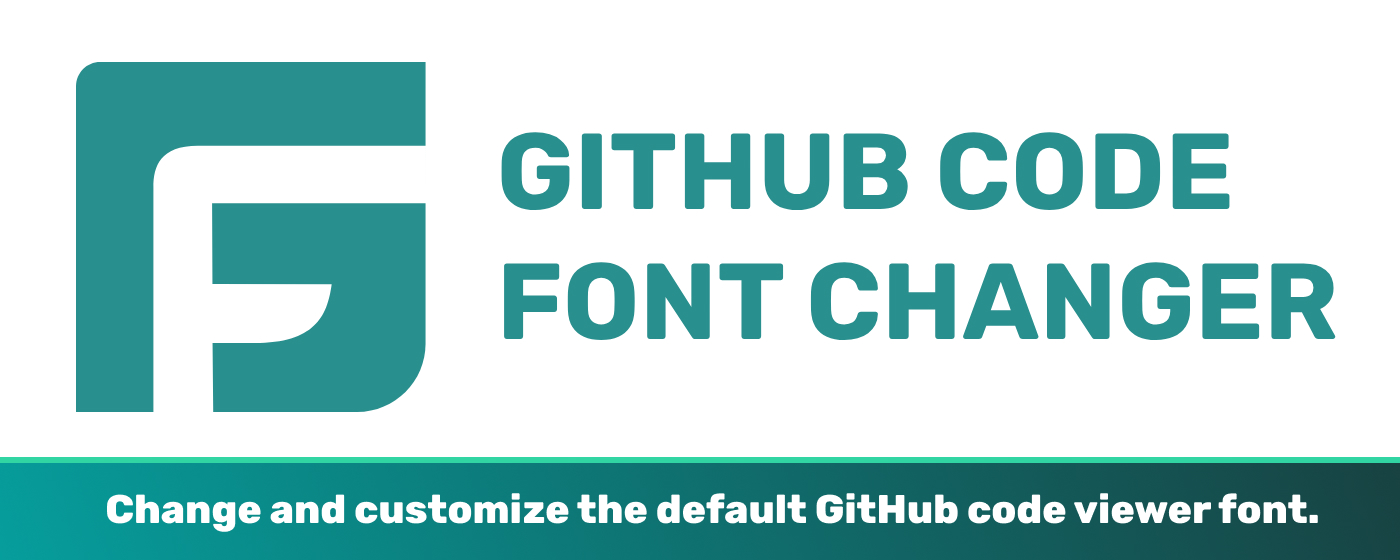 GITHUB CODE
FONT CHANGER
Change and customize the default GitHub code viewer font.